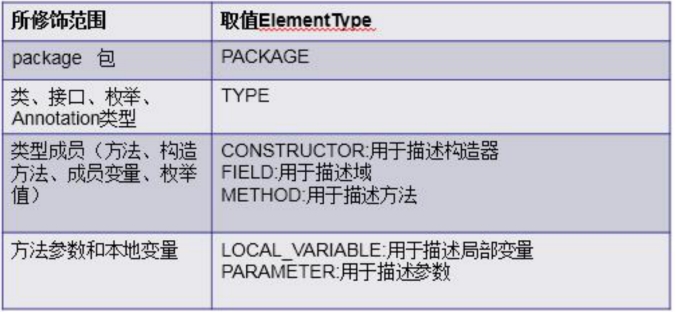 所修饰范围
取值ElementType
package 包
PACKAGE
类、接口、枚举、
Annotation类型
TYPE
类型成员（方法、构造
方法、成员变量、枚举
值）
CONSTRUCTOR:用于描述构造器
FIELD:用于描述域
METHOD:用于描述方法
方法参数和本地变量
LOCAL_VARIABLE:用于描述局部变量
PARAMETER:用于描述参数